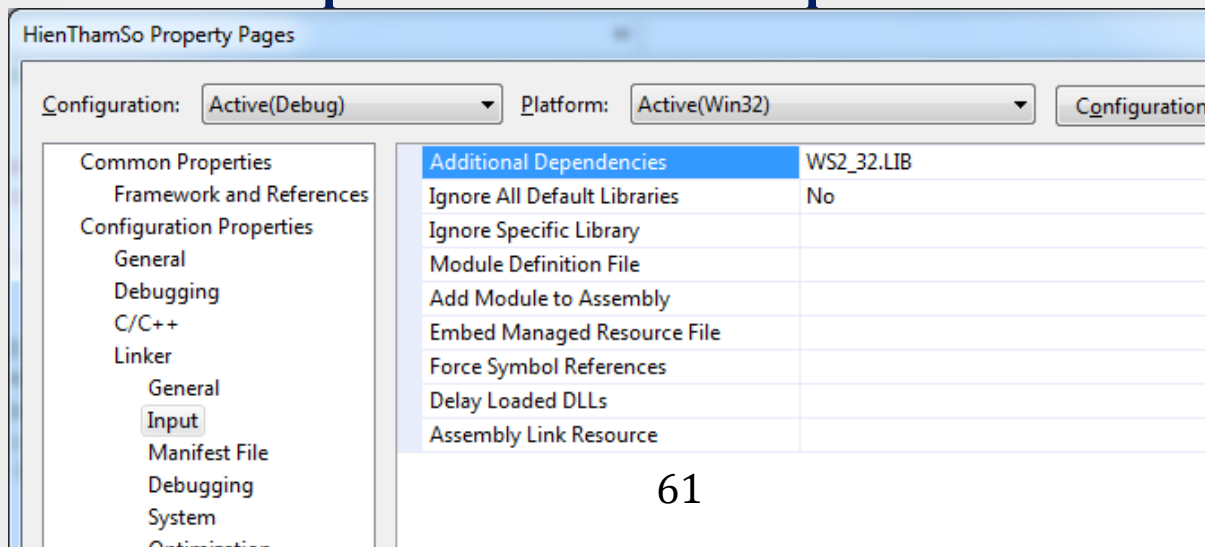 HienThamSo Property Pages
Configuration: Active(Debug) Platform: Active(Win32) Configuration
Common Properties
Framework and References
Configuration Properties
General
Debugging
C/C++
Linker
General
Input
Manifest File
Debugging
System
Optimization
Additional Dependencies WS2_32.LIB
Ignore All Default Libraries No
Ignore Specific Library
Module Definition File
Add Module to Assembly
Embed Managed Resource File
Force Symbol References
Delay Loaded DLLs
Assembly Link Resource
61